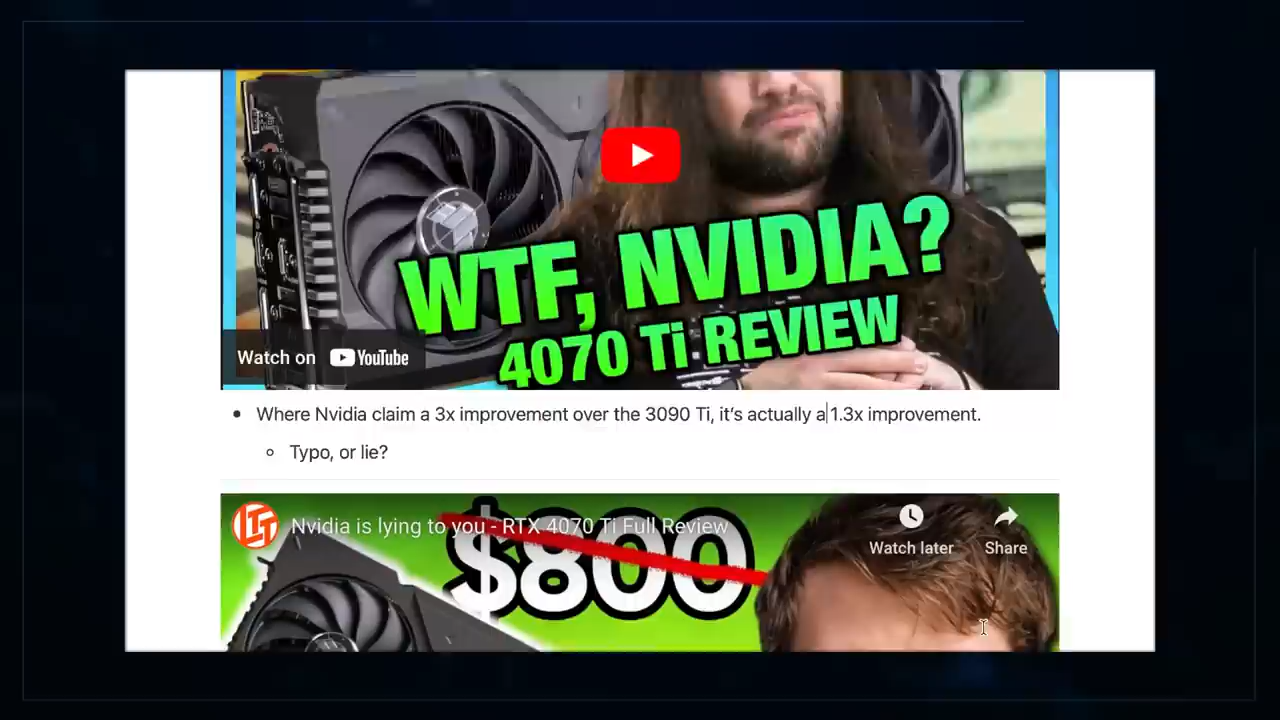 WTF, NVIDIA?
4070 Ti REVIEW
Watch on YouTube
Where Nvidia claim a 3x improvement over the 3090 Ti, it's actually a 1.3x improvement.
Typo, or lie?
LTT Nvidia is lying to you - RTX 4070 Ti Full Review
$800
Watch later
Share